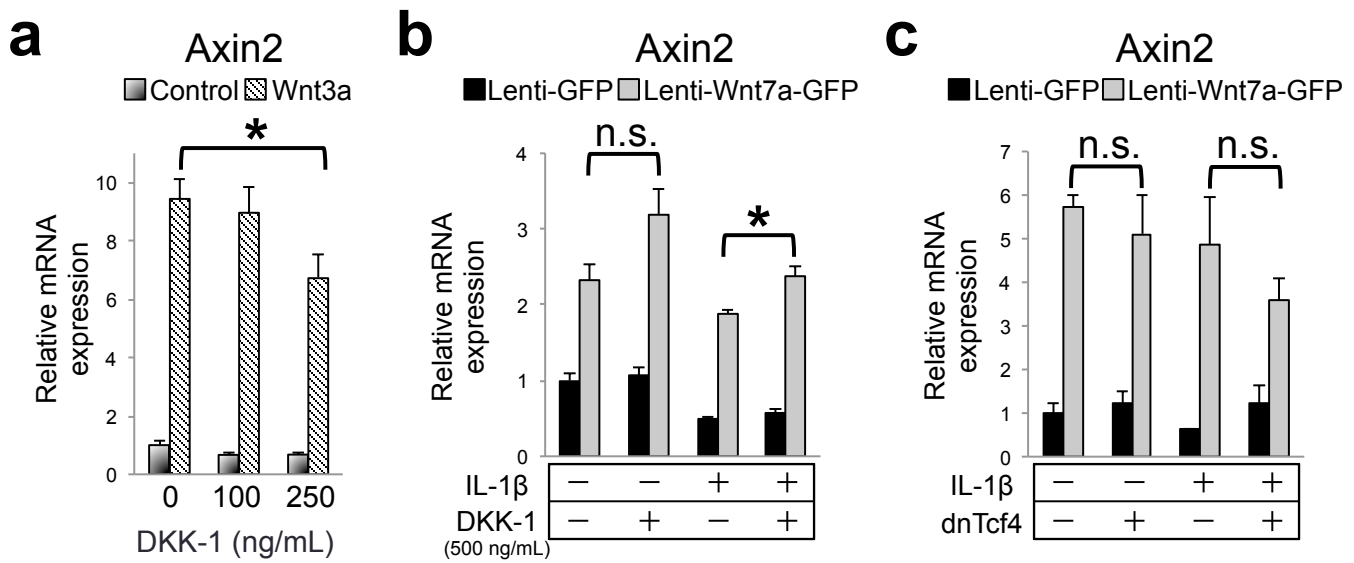 a
Axin2
Control Wnt3a
*
Relative mRNA
expression
10
8
6
4
2
0
0 100 250
DKK-1 (ng/mL)
b
Axin2
Lenti-GFP Lenti-Wnt7a-GFP
n.s.
*
Relative mRNA
expression
4
3
2
1
0
IL-1β − − + +
DKK-1 − + − +
(500 ng/mL)
c
Axin2
Lenti-GFP Lenti-Wnt7a-GFP
n.s. n.s.
Relative mRNA
expression
7
6
5
4
3
2
1
0
IL-1β − − + +
dnTcf4 − + − +